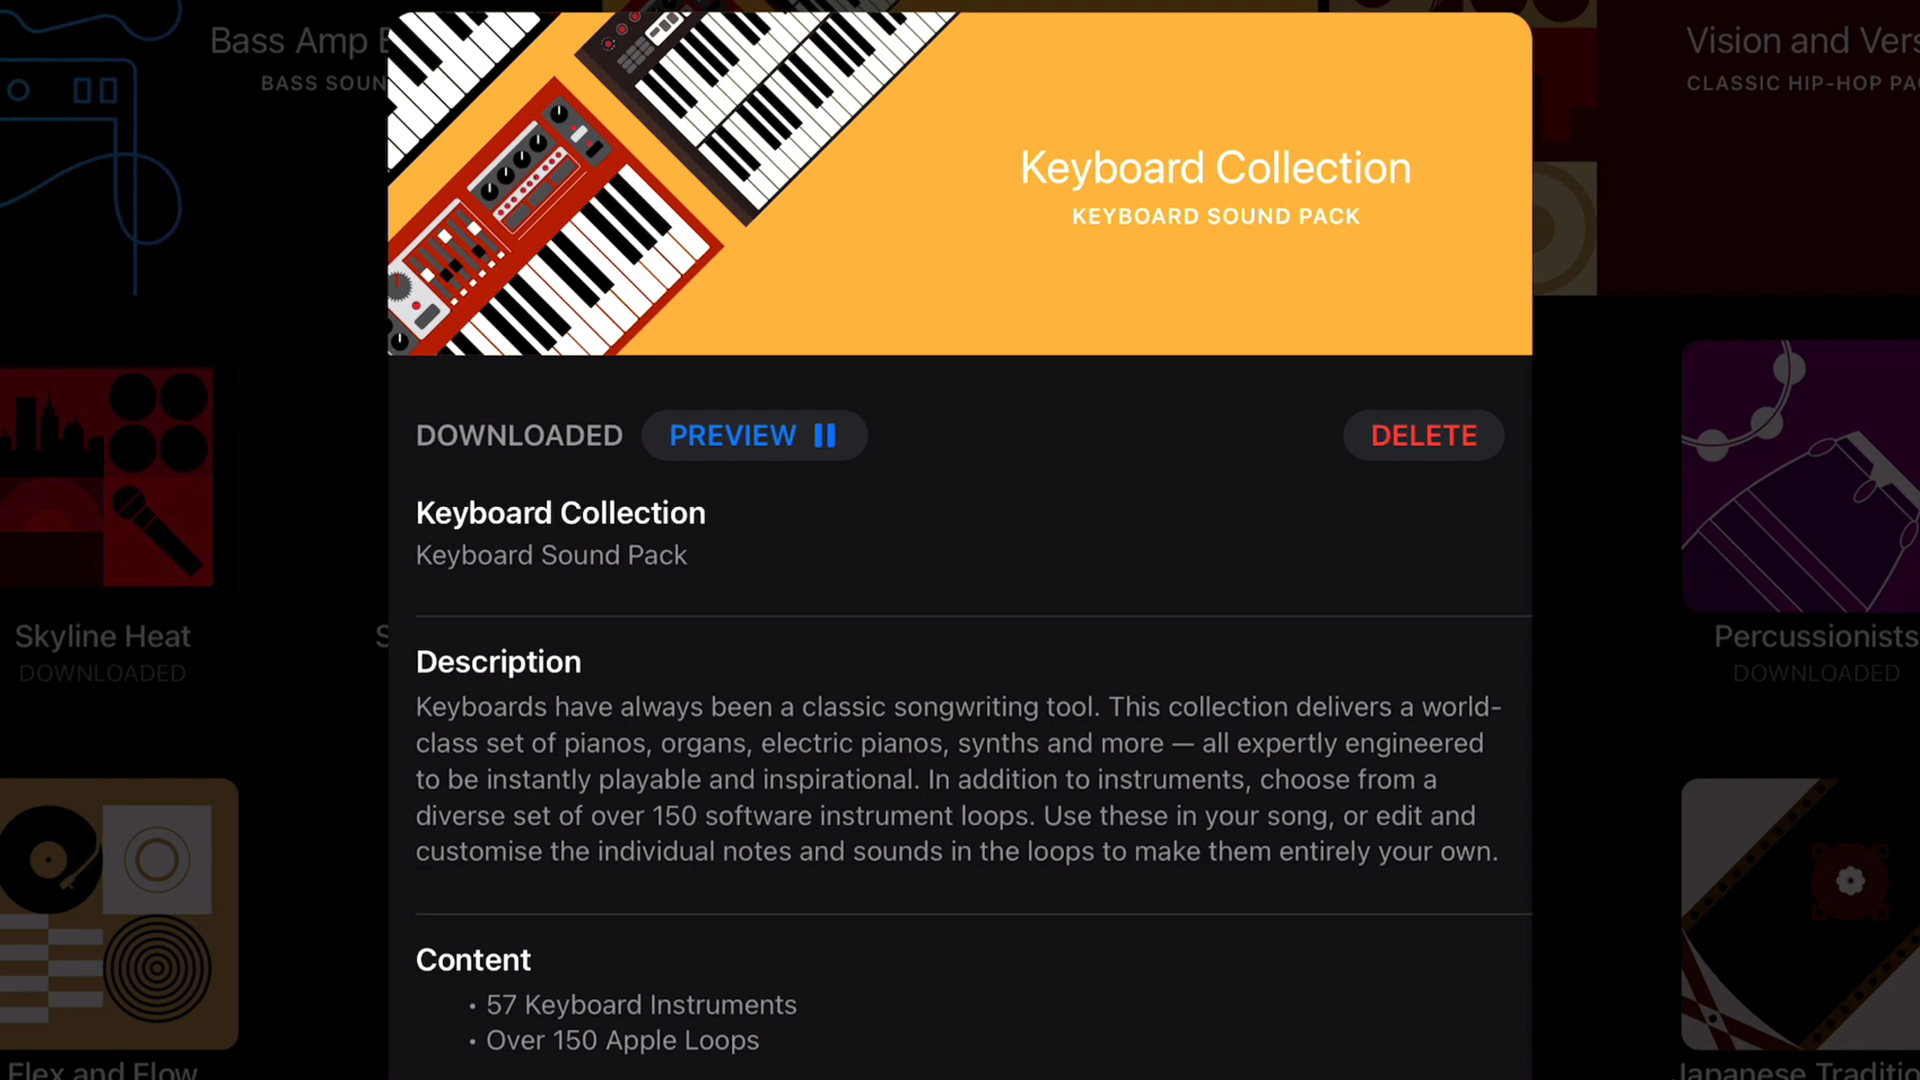 Bass Amp
BASS SOUN
Vision and Vers
CLASSIC HIP-HOP PAC
Keyboard Collection
KEYBOARD SOUND PACK
DOWNLOADED
PREVIEW
DELETE
Keyboard Collection
Keyboard Sound Pack
Skyline Heat
DOWNLOADED
S
Percussionists
DOWNLOADED
Description
Keyboards have always been a classic songwriting tool. This collection delivers a world-
class set of pianos, organs, electric pianos, synths and more — all expertly engineered
to be instantly playable and inspirational. In addition to instruments, choose from a
diverse set of over 150 software instrument loops. Use these in your song, or edit and
customise the individual notes and sounds in the loops to make them entirely your own.
Content
• 57 Keyboard Instruments
• Over 150 Apple Loops
Flex and Flow
Japanese Traditio